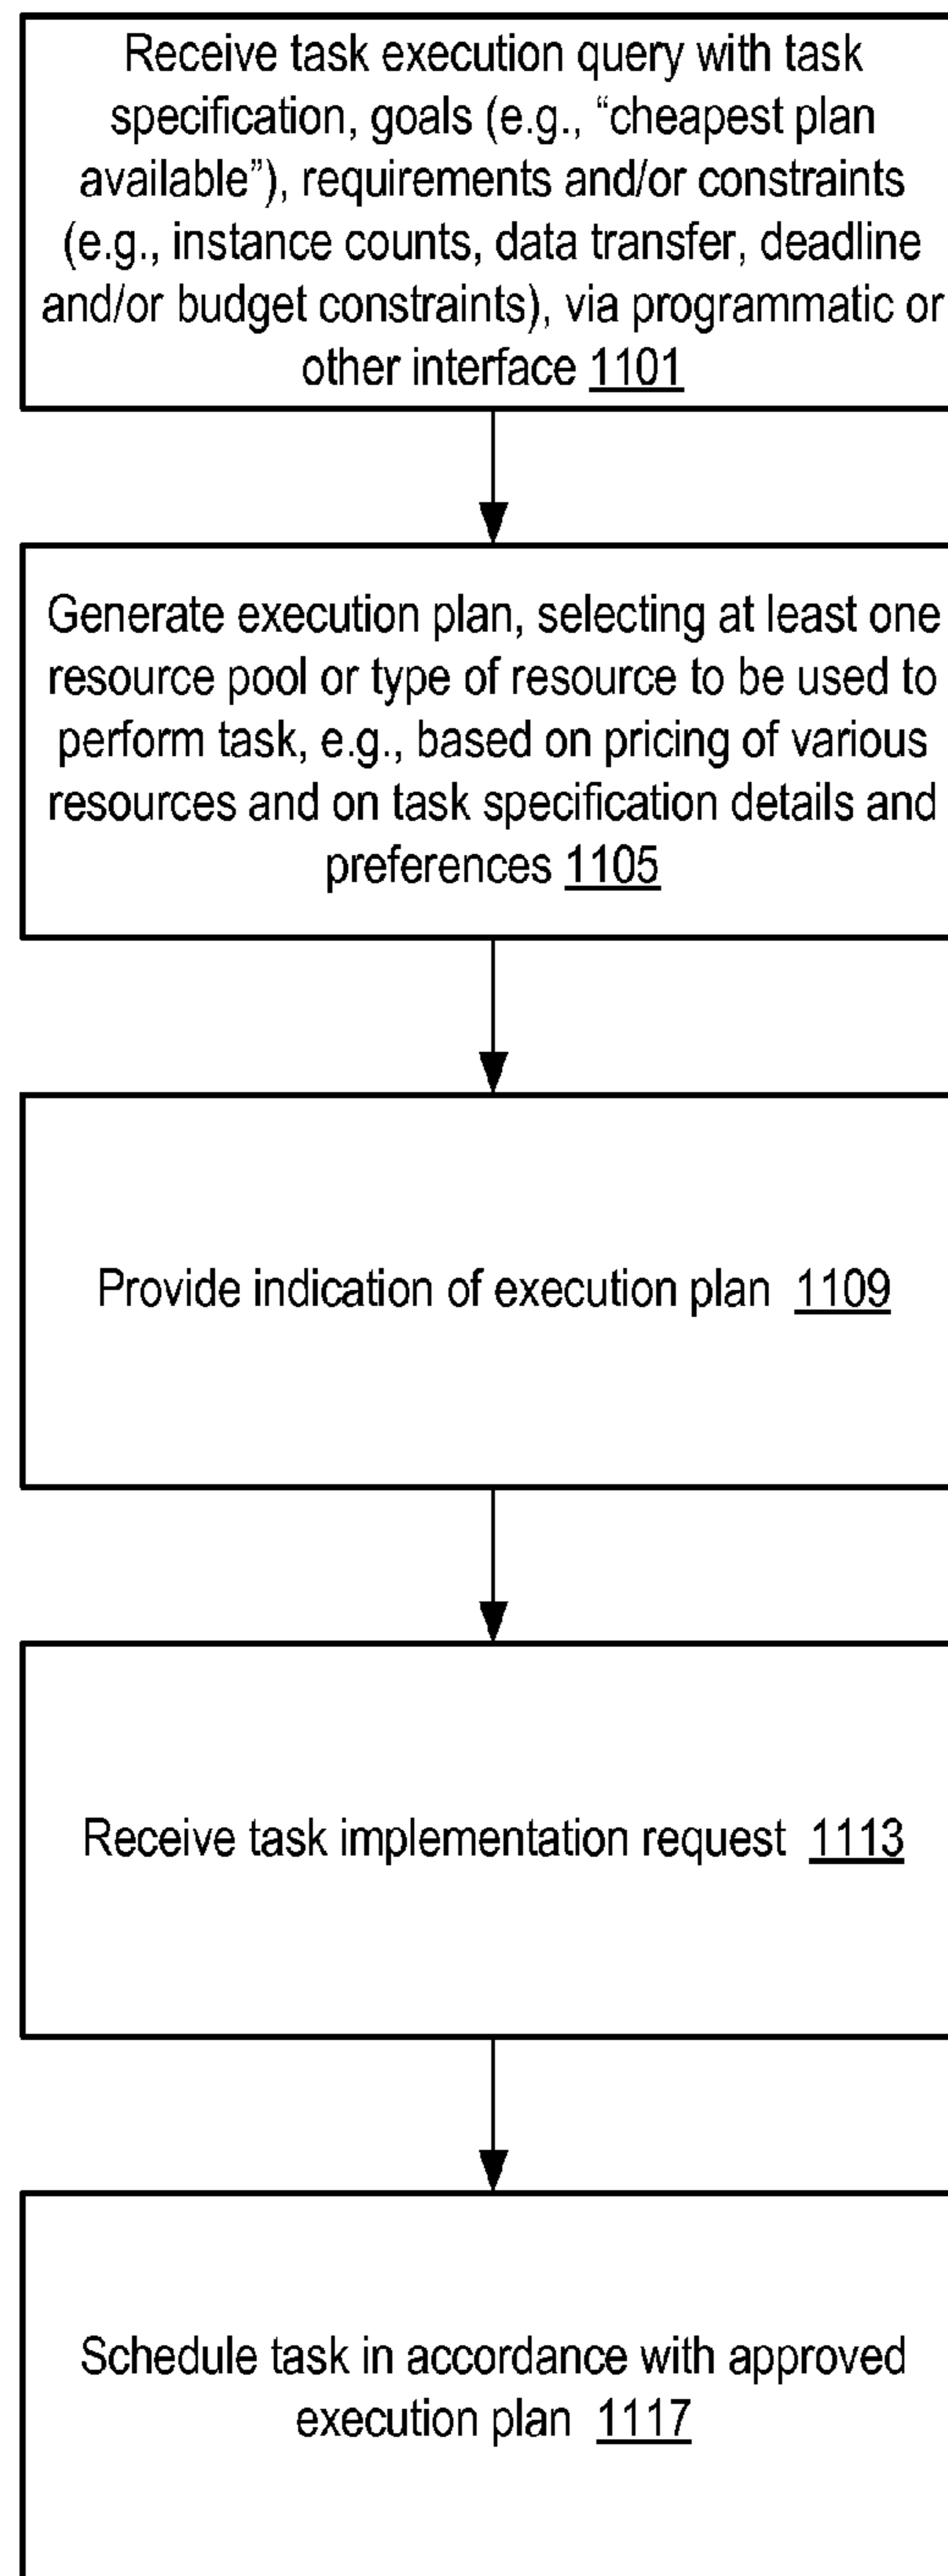 Receive task execution query with task
specification, goals (e.g., “cheapest plan
available”), requirements and/or constraints
(e.g., instance counts, data transfer, deadline
and/or budget constraints), via programmatic or
other interface 1101
Generate execution plan, selecting at least one
resource pool or type of resource to be used to
perform task, e.g., based on pricing of various
resources and on task specification details and
preferences 1105
Provide indication of execution plan 1109
Receive task implementation request 1113
Schedule task in accordance with approved
execution plan 1117